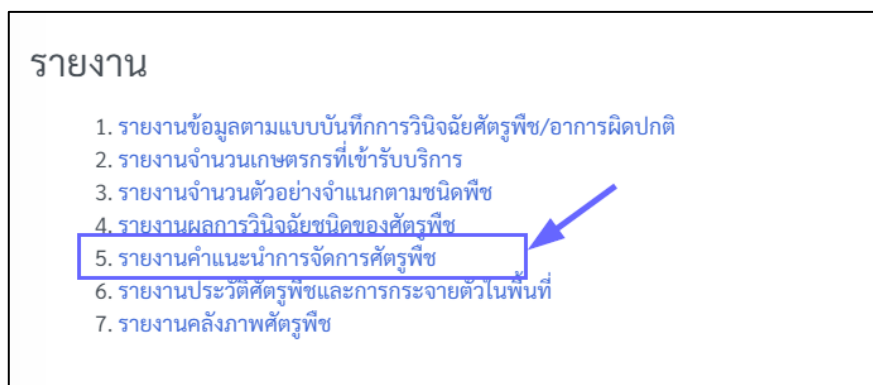 รายงาน
1. รายงานข้อมูลตามแบบบันทึกการวินิจฉัยศัตรูพืช/อาการผิดปกติ
2. รายงานจำนวนเกษตรกรที่เข้ารับบริการ
3. รายงานจำนวนตัวอย่างจำแนกตามชนิดพืช
4. รายงานผลการวินิจฉัยชนิดของศัตรูพืช
5. รายงานคำแนะนำการจัดการศัตรูพืช
6. รายงานประวัติศัตรูพืชและการกระจายตัวในพื้นที่
7. รายงานคลังภาพศัตรูพืช